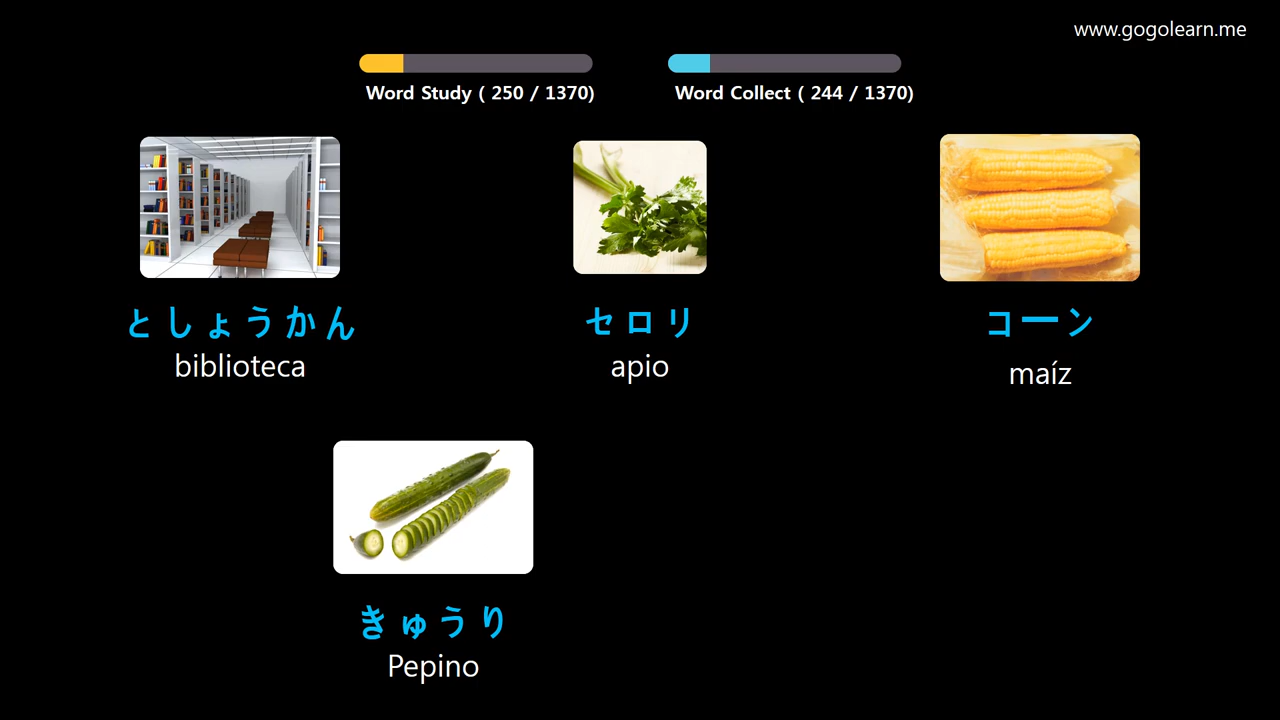 www.gogolearn.me
Word Study ( 250 / 1370)
Word Collect ( 244 / 1370)
としょうかん
biblioteca
セロリ
apio
コーン
maíz
きゅうり
Pepino